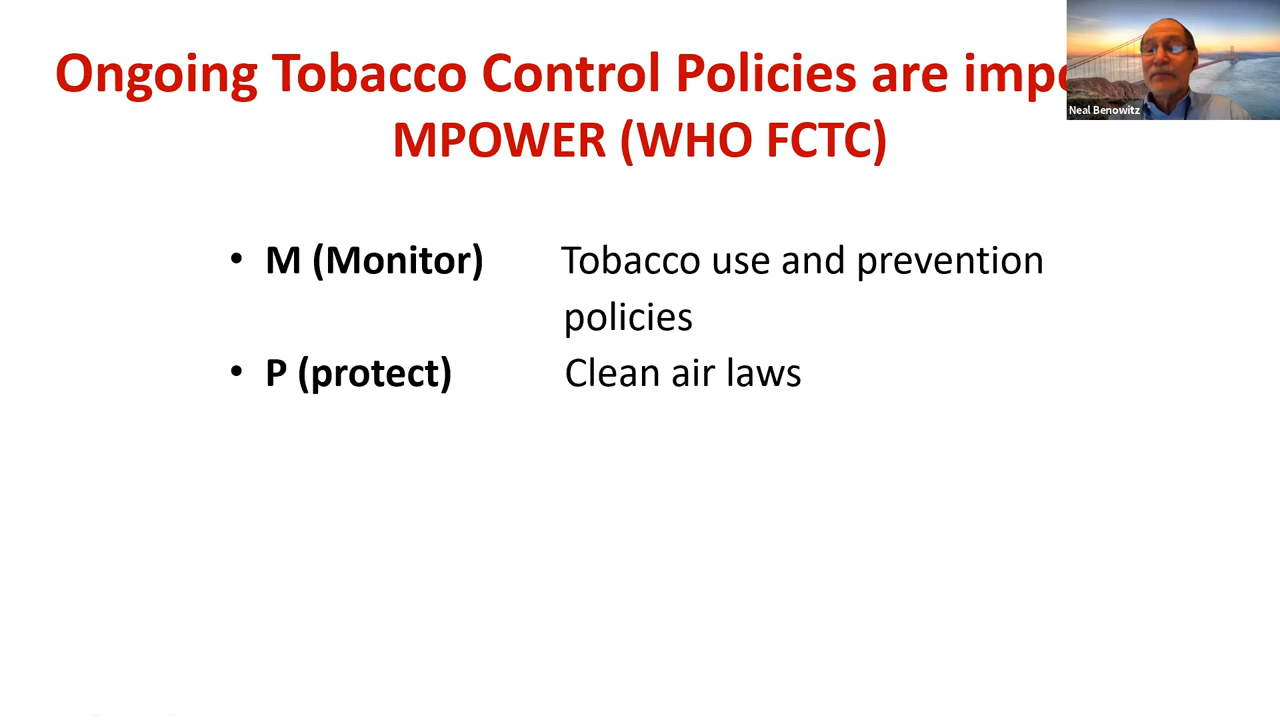 Ongoing Tobacco Control Policies are
MPOWER (WHO FCTC)
Neal Benowitz
• M (Monitor) Tobacco use and prevention
policies
• P (protect) Clean air laws